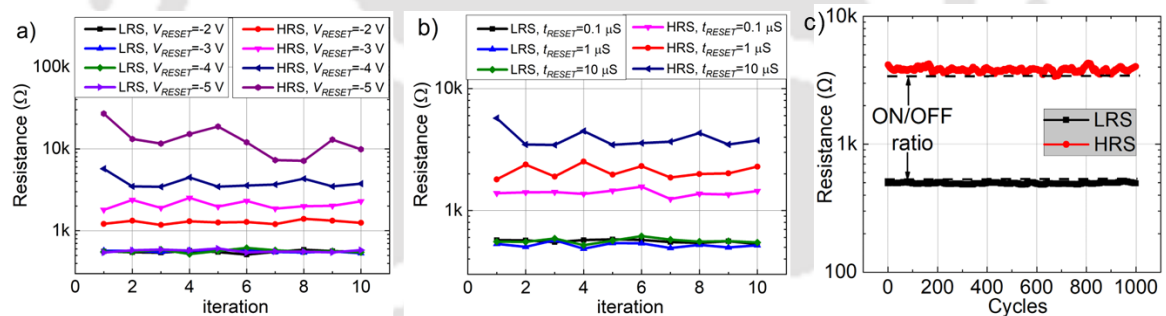 a)
LRS, V_RESET=-2 V HRS, V_RESET=-2 V
LRS, V_RESET=-3 V HRS, V_RESET=-3 V
LRS, V_RESET=-4 V HRS, V_RESET=-4 V
LRS, V_RESET=-5 V HRS, V_RESET=-5 V
Resistance (Ω)
100k
10k
1k
0 2 4 6 8 10
iteration
b)
LRS, t_RESET=0.1 µS HRS, t_RESET=0.1 µS
LRS, t_RESET=1 µS HRS, t_RESET=1 µS
LRS, t_RESET=10 µS HRS, t_RESET=10 µS
Resistance (Ω)
10k
1k
0 2 4 6 8 10
iteration
c)
Resistance (Ω)
10k
1k
100
ON/OFF
ratio
LRS
HRS
0 200 400 600 800 1000
Cycles